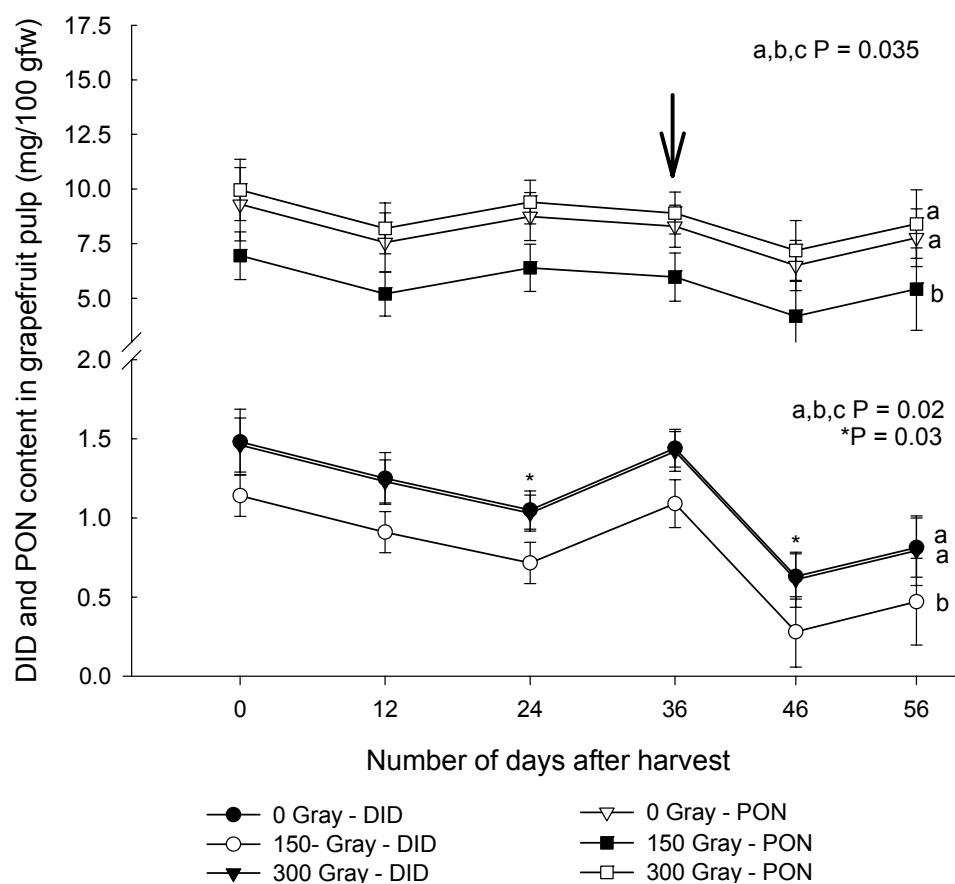 DID and PON content in grapefruit pulp (mg/100 gfw)
17.5
15.0
12.5
10.0
7.5
5.0
2.0
1.5
1.0
0.5
0.0
a,b,c P = 0.035
a
a
b
a,b,c P = 0.02
*P = 0.03
*
*
a
a
b
0 12 24 36 46 56
Number of days after harvest
0 Gray - DID
150- Gray - DID
300 Gray - DID
0 Gray - PON
150 Gray - PON
300 Gray - PON